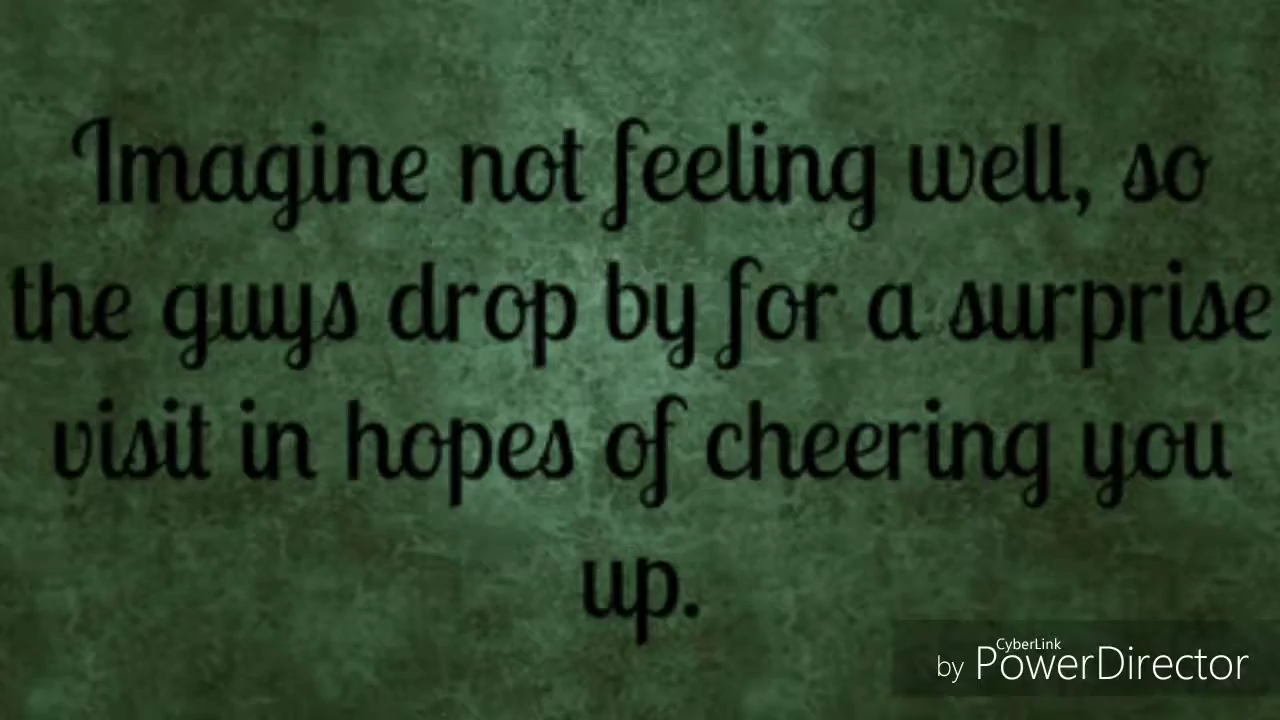 Imagine not feeling well, so
the guys drop by for a surprise
visit in hopes of cheering you
up.
CyberLink
by PowerDirector